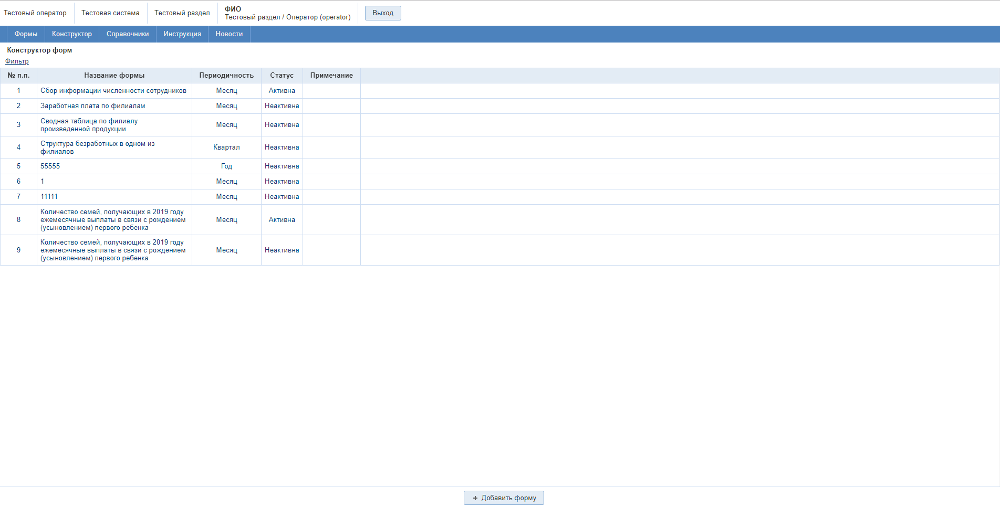 Тестовый оператор
Тестовая система
Тестовый раздел
ФИО
Тестовый раздел / Оператор (operator)
Выход
Формы
Конструктор
Справочники
Инструкция
Новости
Конструктор форм
Фильтр
№ п.п. Название формы Периодичность Статус Примечание
1 Сбор информации численности сотрудников Месяц Активна
2 Заработная плата по филиалам Месяц Неактивна
3 Сводная таблица по филиалу
произведенной продукции Месяц Неактивна
4 Структура безработных в одном из
филиалов Квартал Неактивна
5 55555 Год Неактивна
6 1 Месяц Неактивна
7 11111 Месяц Неактивна
8 Количество семей, получающих в 2019 году
ежемесячные выплаты в связи с рождением
(усыновлением) первого ребенка Месяц Активна
9 Количество семей, получающих в 2019 году
ежемесячные выплаты в связи с рождением
(усыновлением) первого ребенка Месяц Неактивна
+ Добавить форму